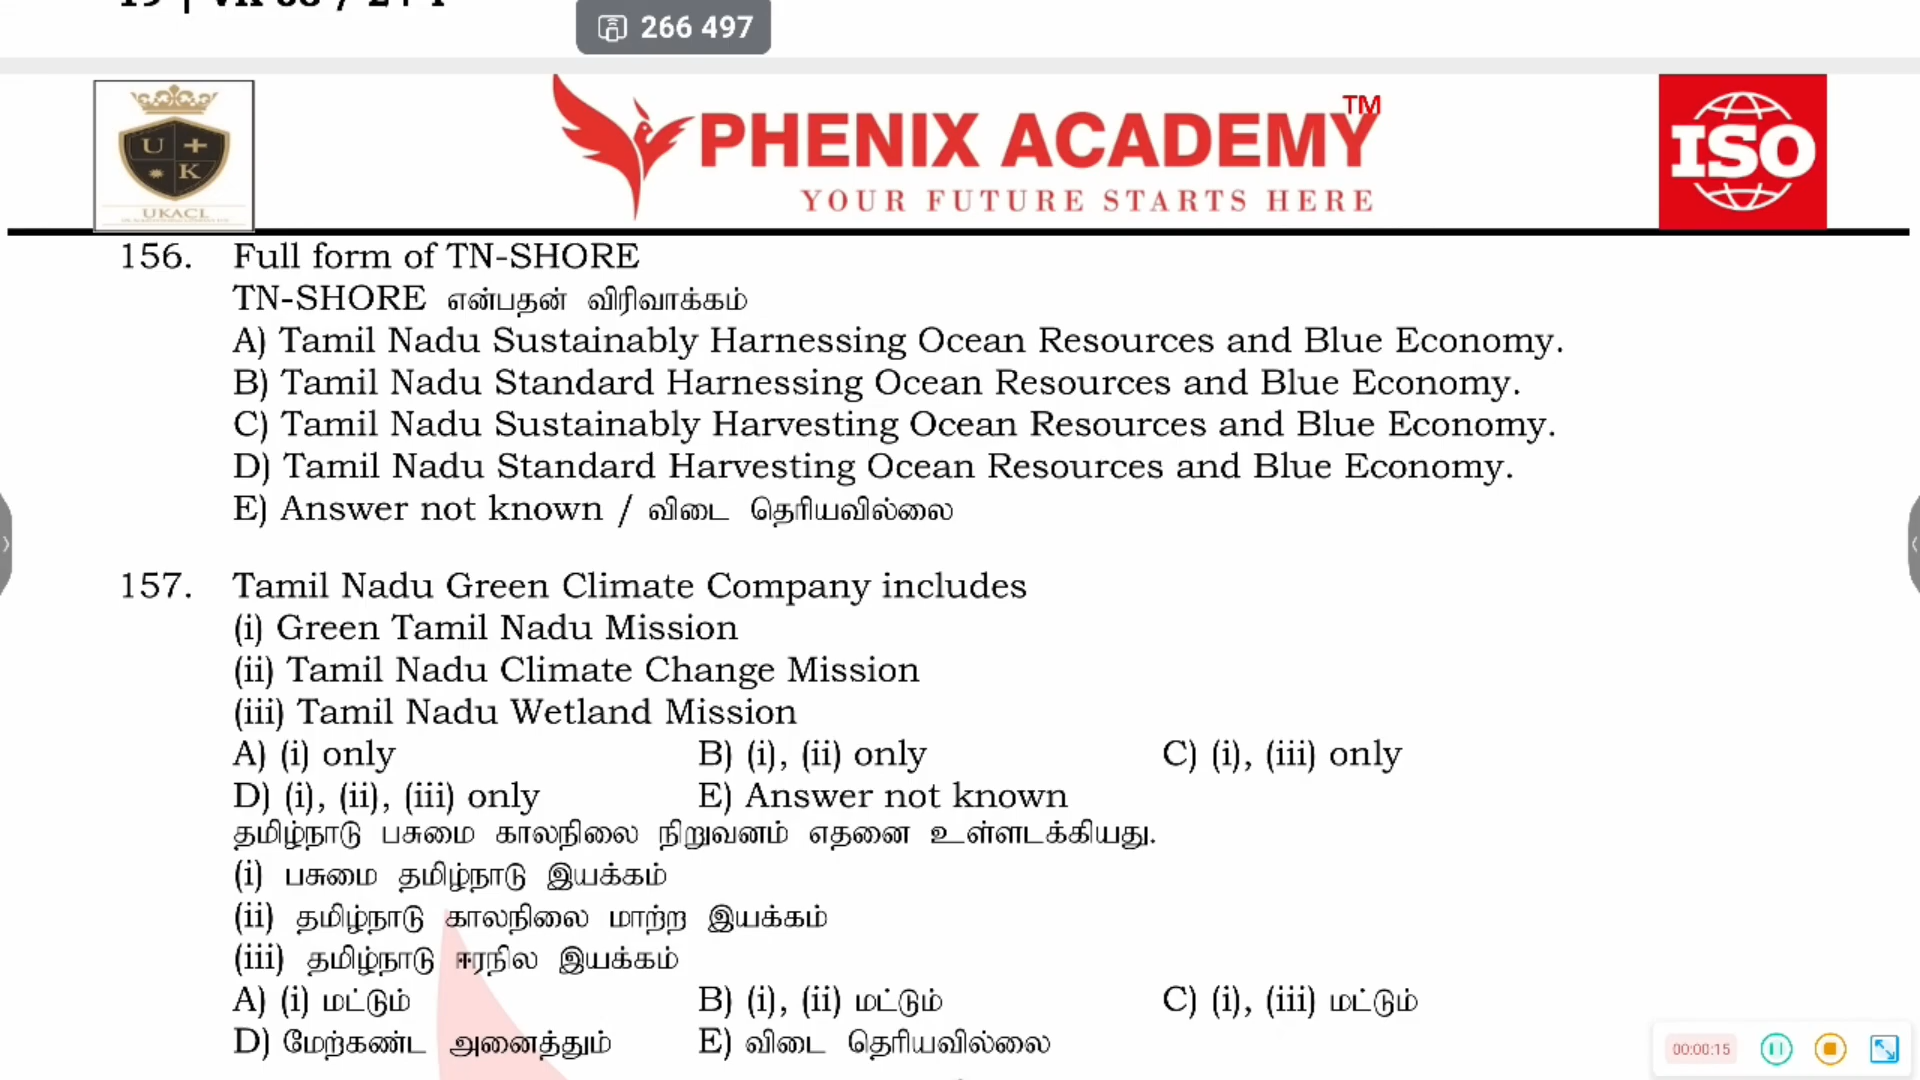 266 497
U + K
UKACL
PHENIX ACADEMY TM
YOUR FUTURE STARTS HERE
ISO
156. Full form of TN-SHORE
TN-SHORE என்பதன் விரிவாக்கம்
A) Tamil Nadu Sustainably Harnessing Ocean Resources and Blue Economy.
B) Tamil Nadu Standard Harnessing Ocean Resources and Blue Economy.
C) Tamil Nadu Sustainably Harvesting Ocean Resources and Blue Economy.
D) Tamil Nadu Standard Harvesting Ocean Resources and Blue Economy.
E) Answer not known / விடை தெரியவில்லை
157. Tamil Nadu Green Climate Company includes
(i) Green Tamil Nadu Mission
(ii) Tamil Nadu Climate Change Mission
(iii) Tamil Nadu Wetland Mission
A) (i) only B) (i), (ii) only C) (i), (iii) only
D) (i), (ii), (iii) only E) Answer not known
தமிழ்நாடு பசுமை காலநிலை நிறுவனம் எதனை உள்ளடக்கியது.
(i) பசுமை தமிழ்நாடு இயக்கம்
(ii) தமிழ்நாடு காலநிலை மாற்ற இயக்கம்
(iii) தமிழ்நாடு ஈரநில இயக்கம்
A) (i) மட்டும் B) (i), (ii) மட்டும் C) (i), (iii) மட்டும்
D) மேற்கண்ட அனைத்தும் E) விடை தெரியவில்லை
00:00:15